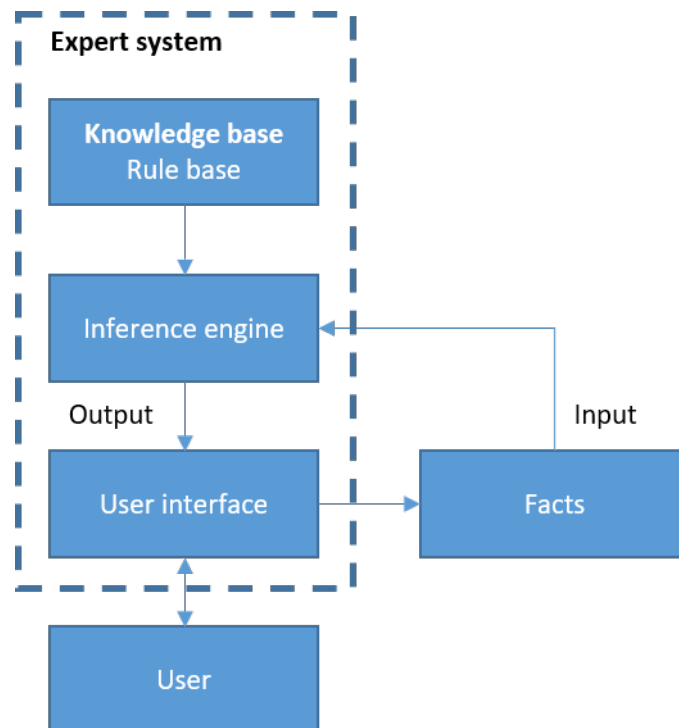 Expert system
Knowledge base
Rule base
Inference engine
Output
Input
User interface
Facts
User